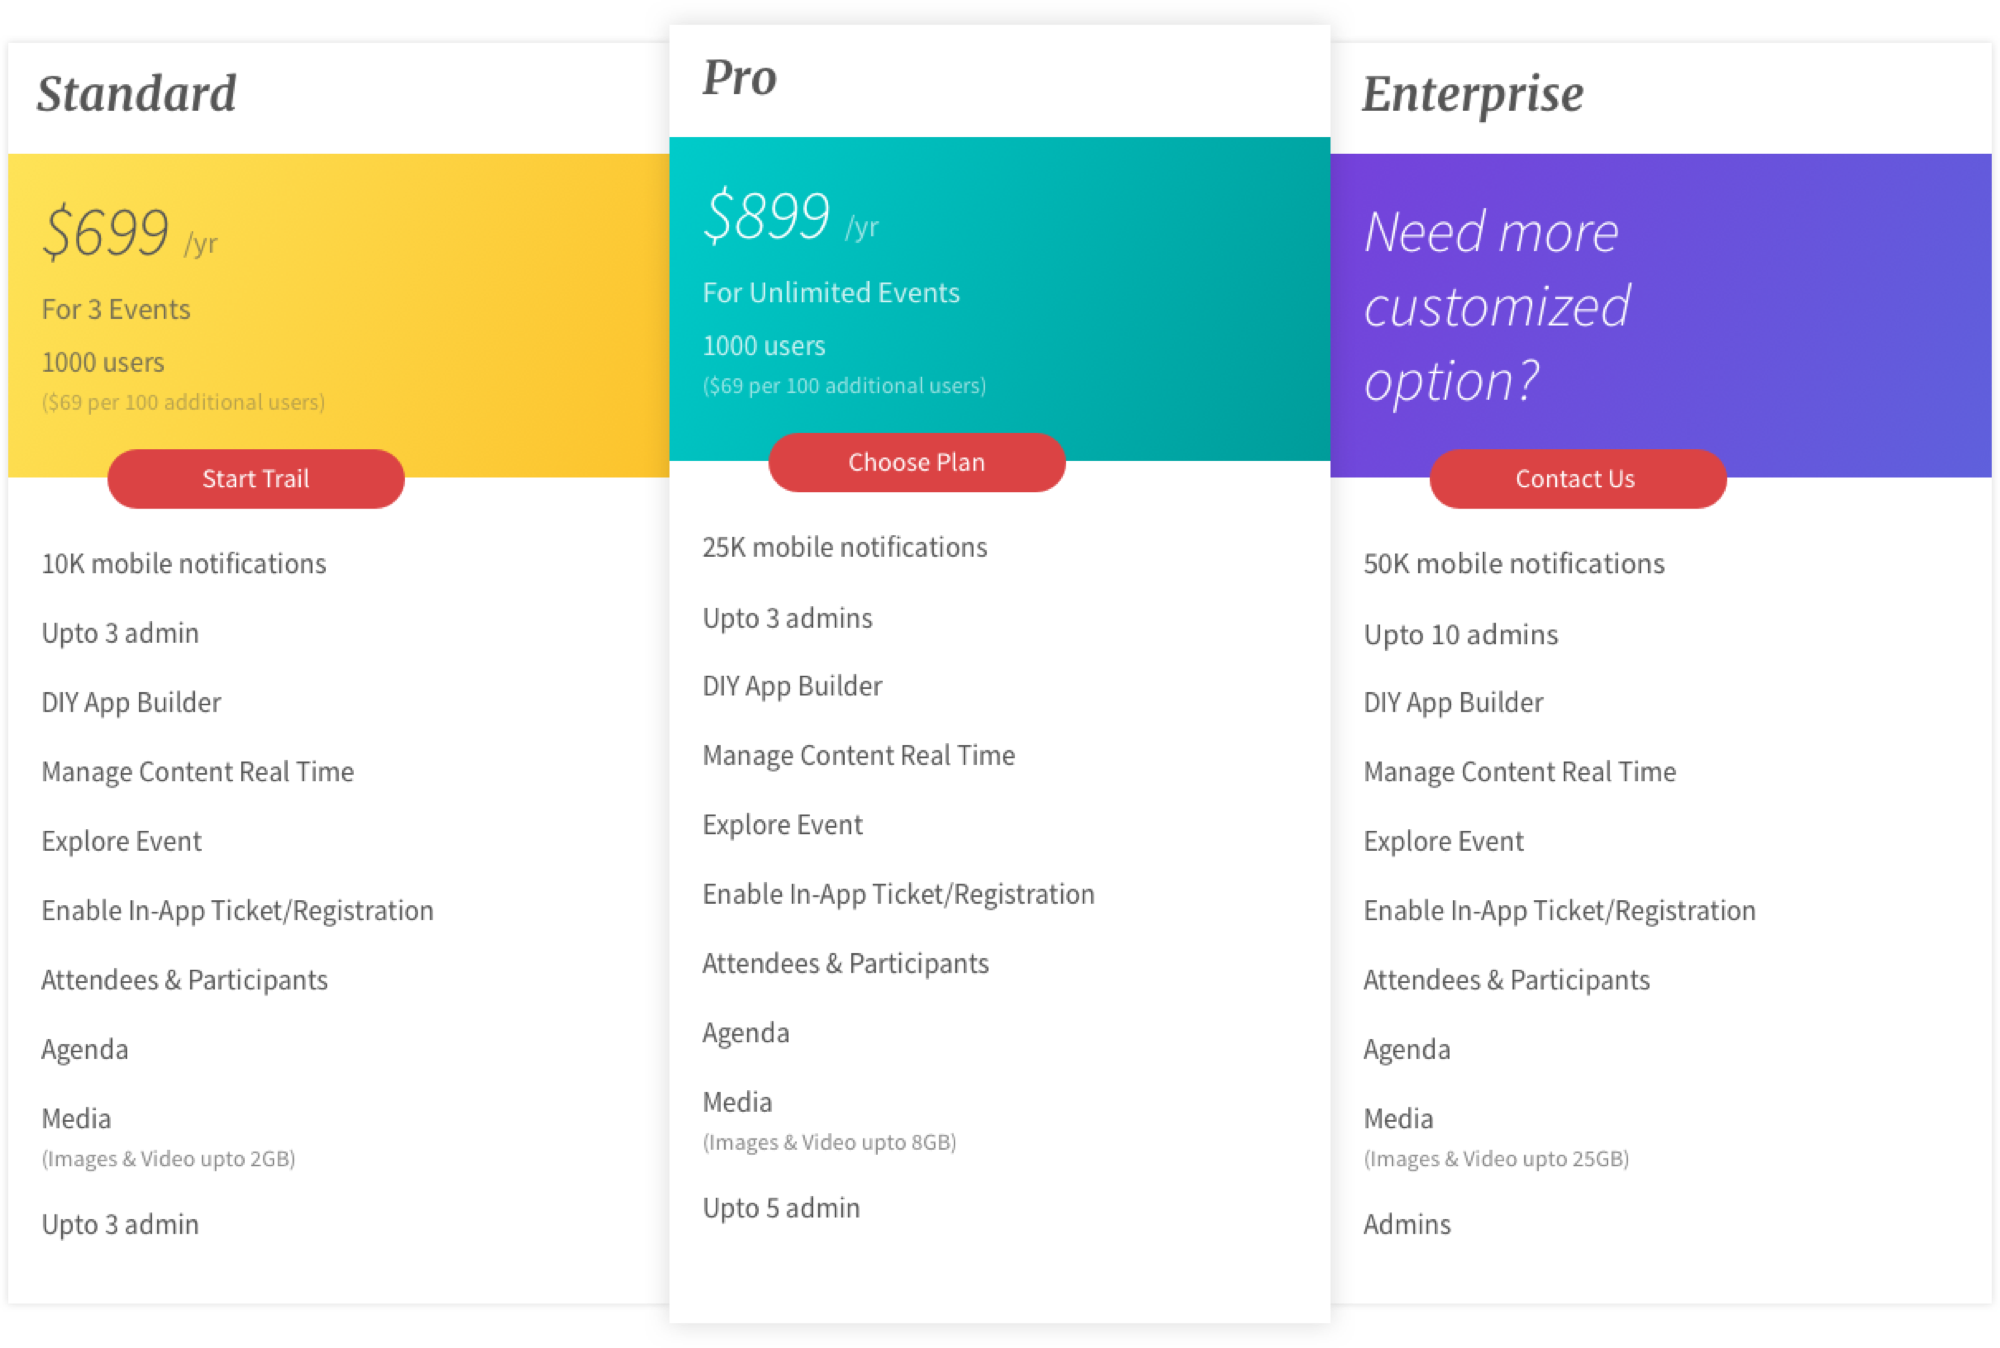 Standard
$699 /yr
For 3 Events
1000 users
($69 per 100 additional users)
Start Trail
10K mobile notifications
Upto 3 admin
DIY App Builder
Manage Content Real Time
Explore Event
Enable In-App Ticket/Registration
Attendees & Participants
Agenda
Media
(Images & Video upto 2GB)
Upto 3 admin
Pro
$899 /yr
For Unlimited Events
1000 users
($69 per 100 additional users)
Choose Plan
25K mobile notifications
Upto 3 admins
DIY App Builder
Manage Content Real Time
Explore Event
Enable In-App Ticket/Registration
Attendees & Participants
Agenda
Media
(Images & Video upto 8GB)
Upto 5 admin
Enterprise
Need more
customized
option?
Contact Us
50K mobile notifications
Upto 10 admins
DIY App Builder
Manage Content Real Time
Explore Event
Enable In-App Ticket/Registration
Attendees & Participants
Agenda
Media
(Images & Video upto 25GB)
Admins